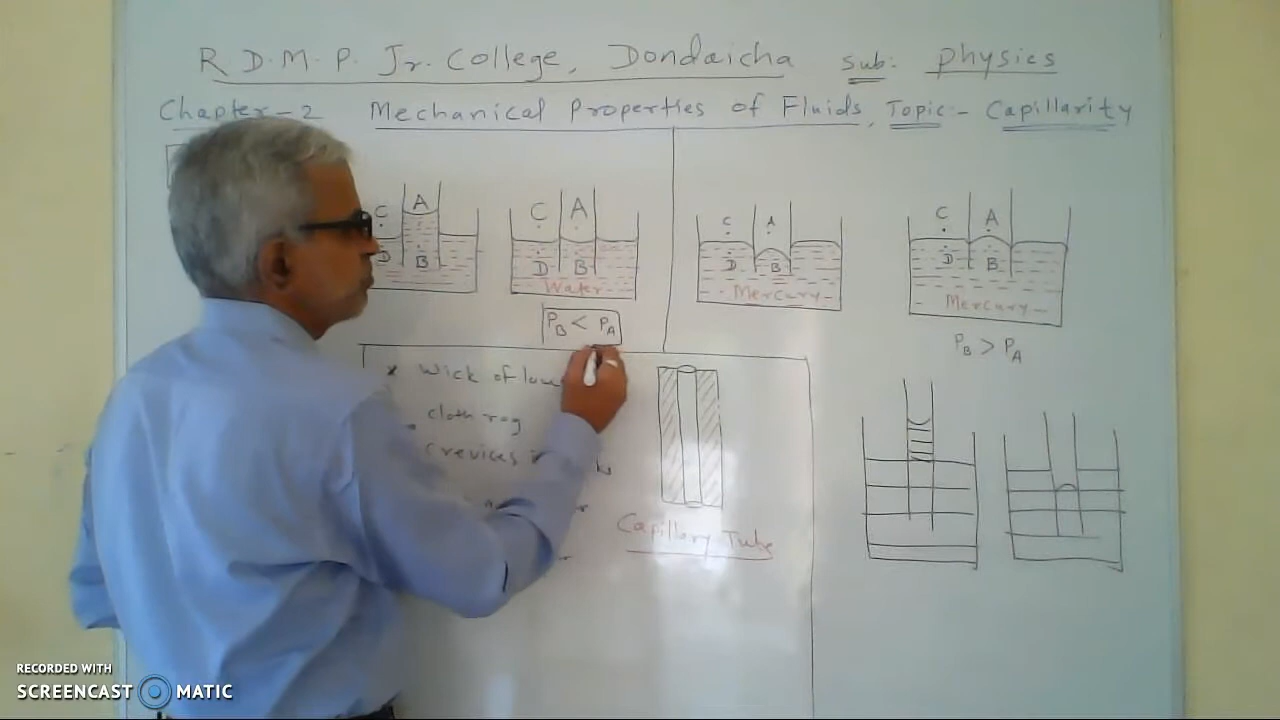 R.D.M.P. Jr. College, Dondaicha Sub: Physics
Chapter-2 Mechanical Properties of Fluids, Topic:- Capillarity
C A
D B
C A
D B
Water
P_B < P_A
C A
D B
Mercury
C A
D B
Mercury
P_B > P_A
* Wick of
cloth rag
Crevices
Capillary Tube
RECORDED WITH
SCREENCAST MATIC